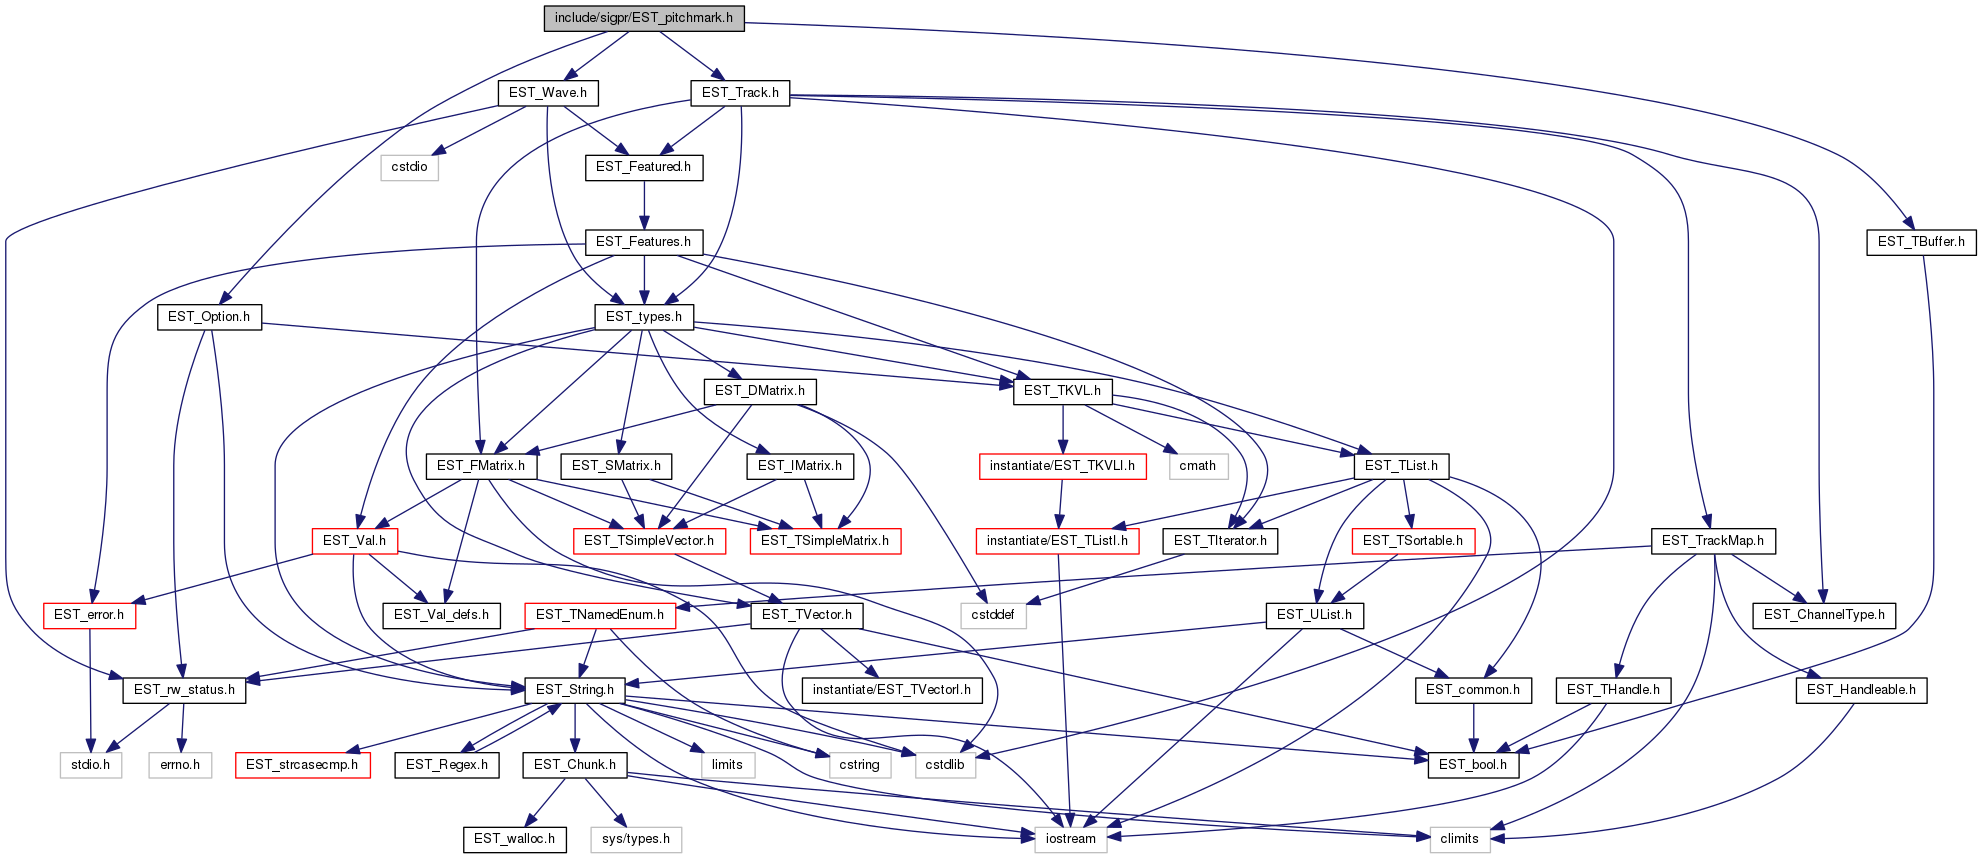 include/sigpr/EST_pitchmark.h
EST_Wave.h
EST_Track.h
cstdio
EST_Featured.h
EST_Features.h
EST_TBuffer.h
EST_Option.h
EST_types.h
EST_DMatrix.h
EST_TKVL.h
EST_FMatrix.h
EST_SMatrix.h
EST_IMatrix.h
instantiate/EST_TKVLI.h
cmath
EST_TList.h
EST_Val.h
EST_TSimpleVector.h
EST_TSimpleMatrix.h
instantiate/EST_TListI.h
EST_TIterator.h
EST_TSortable.h
EST_TrackMap.h
EST_error.h
EST_Val_defs.h
EST_TNamedEnum.h
EST_TVector.h
cstddef
EST_UList.h
EST_ChannelType.h
EST_rw_status.h
EST_String.h
instantiate/EST_TVectorI.h
EST_common.h
EST_THandle.h
EST_Handleable.h
stdio.h
errno.h
EST_strcasecmp.h
EST_Regex.h
EST_Chunk.h
limits
cstring
cstdlib
EST_bool.h
EST_walloc.h
sys/types.h
iostream
climits